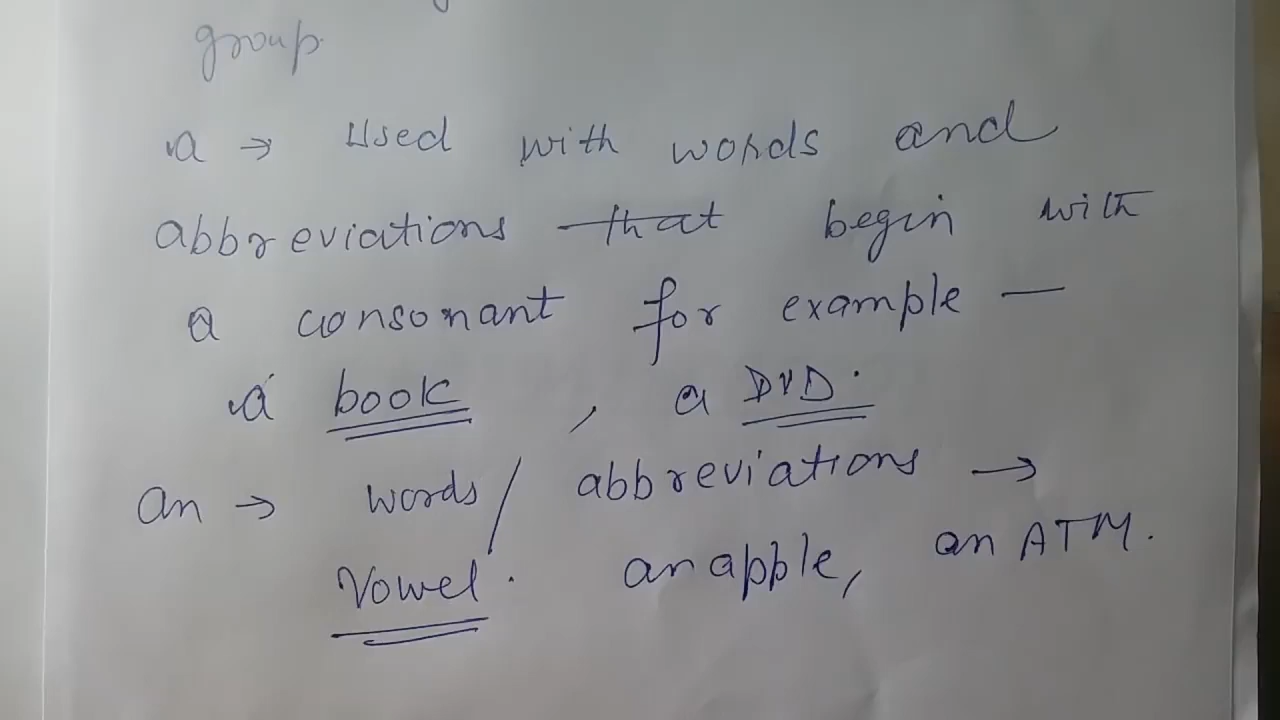 group.
a → Used with words and
abbreviations that begin with
a consonant for example —
a book, a DVD.
an → words/ abbreviations →
Vowel. an apple, an ATM.